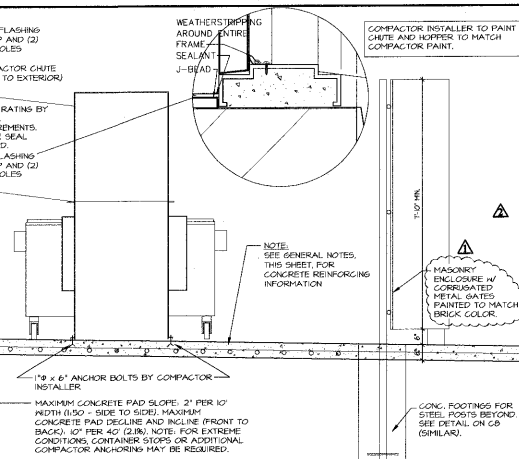 FLASHING
P AND (2)
OLES
ACTOR CHUTE
TO EXTERIOR)
RATING BY
REMENTS.
SEAL
D.
LASHING
P AND (2)
OLES
WEATHERSTRIPPING
AROUND ENTIRE
FRAME
SEALANT
J-BEAD
COMPACTOR INSTALLER TO PAINT
CHUTE AND HOPPER TO MATCH
COMPACTOR PAINT.
7'-10" MIN.
2
1
NOTE:
SEE GENERAL NOTES,
THIS SHEET, FOR
CONCRETE REINFORCING
INFORMATION
MASONRY
ENCLOSURE W/
CORRUGATED
METAL GATES
PAINTED TO MATCH
BRICK COLOR.
6"
1"Φ x 6" ANCHOR BOLTS BY COMPACTOR
INSTALLER
MAXIMUM CONCRETE PAD SLOPE: 2" PER 10'
WIDTH (1:50 - SIDE TO SIDE). MAXIMUM
CONCRETE PAD DECLINE AND INCLINE (FRONT TO
BACK): 10" PER 40' (2.1%). NOTE: FOR EXTREME
CONDITIONS, CONTAINER STOPS OR ADDITIONAL
COMPACTOR ANCHORING MAY BE REQUIRED.
CONC. FOOTINGS FOR
STEEL POSTS BEYOND.
SEE DETAIL ON C8
(SIMILAR).